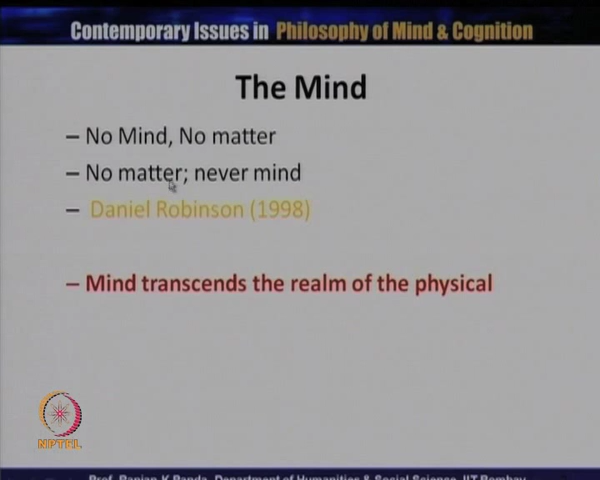 Contemporary Issues in Philosophy of Mind & Cognition
The Mind
– No Mind, No matter
– No matter; never mind
– Daniel Robinson (1998)
– Mind transcends the realm of the physical
NPTEL
Prof. Ranjan K Panda, Department of Humanities & Social Science, IIT Bombay